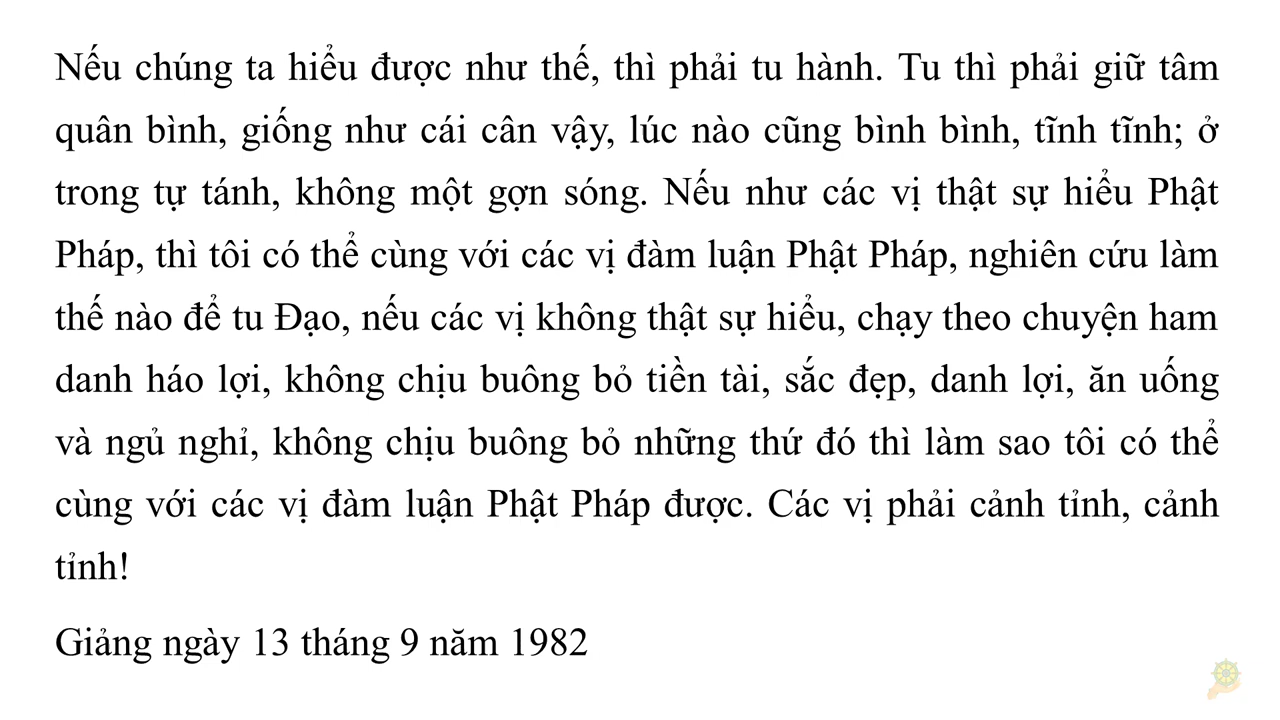 Nếu chúng ta hiểu được như thế, thì phải tu hành. Tu thì phải giữ tâm
quân bình, giống như cái cân vậy, lúc nào cũng bình bình, tĩnh tĩnh; ở
trong tự tánh, không một gợn sóng. Nếu như các vị thật sự hiểu Phật
Pháp, thì tôi có thể cùng với các vị đàm luận Phật Pháp, nghiên cứu làm
thế nào để tu Đạo, nếu các vị không thật sự hiểu, chạy theo chuyện ham
danh háo lợi, không chịu buông bỏ tiền tài, sắc đẹp, danh lợi, ăn uống
và ngủ nghỉ, không chịu buông bỏ những thứ đó thì làm sao tôi có thể
cùng với các vị đàm luận Phật Pháp được. Các vị phải cảnh tỉnh, cảnh
tỉnh!
Giảng ngày 13 tháng 9 năm 1982